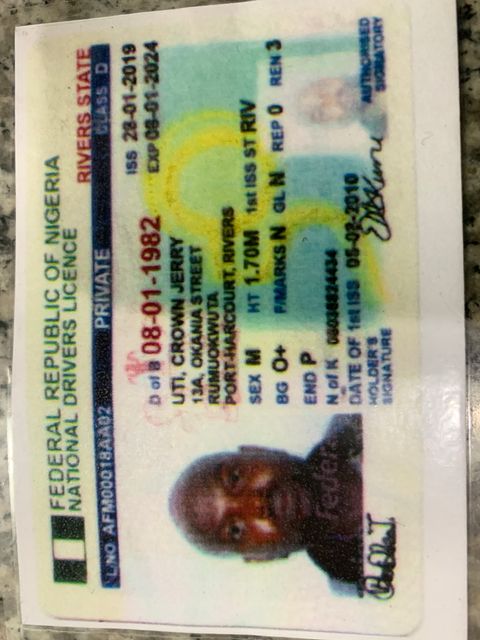 FEDERAL REPUBLIC OF NIGERIA
NATIONAL DRIVERS LICENCE
RIVERS STATE
L/NO AFM00018AA02 PRIVATE CLASS D
ISS 28-01-2019
D of B 08-01-1982 EXP 08-01-2024
UTI, CROWN JERRY
13A, OKANIA STREET
RUMUOKWUTA
PORT-HARCOURT, RIVERS
SEX M HT 1.70M 1st ISS ST RIV
BG O+ F/MARKS N GL N REP 0 REN 3
END P
N of K 08038824434
DATE OF 1st ISS 05-02-2010
HOLDER'S
SIGNATURE
AUTHORISED
SIGNATORY
Federa